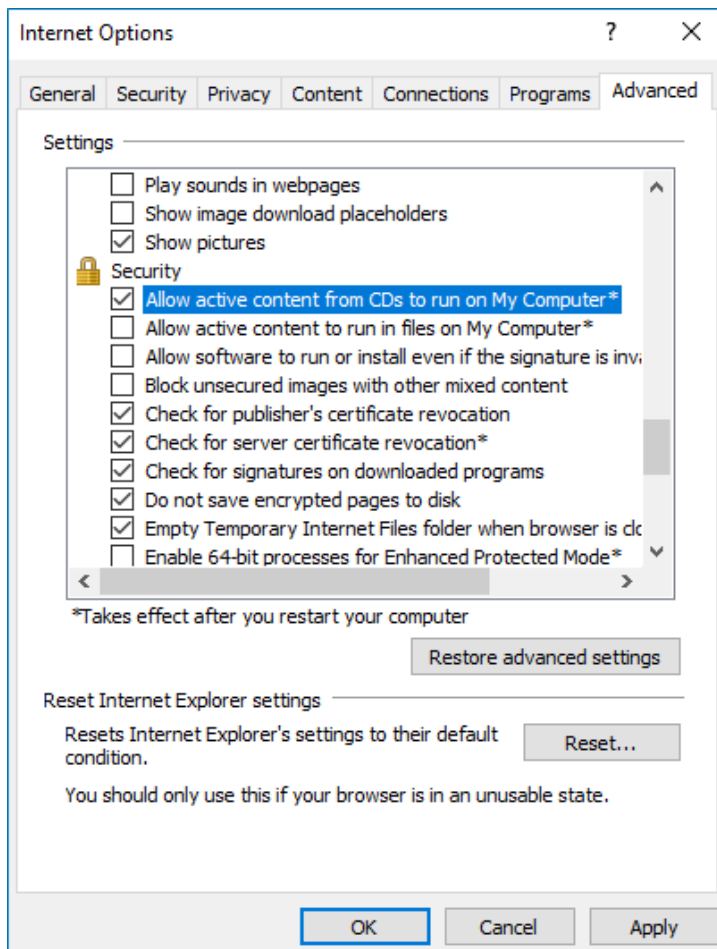 Internet Options
?
General Security Privacy Content Connections Programs Advanced
Settings
Play sounds in webpages
Show image download placeholders
Show pictures
Security
Allow active content from CDs to run on My Computer*
Allow active content to run in files on My Computer*
Allow software to run or install even if the signature is inva
Block unsecured images with other mixed content
Check for publisher's certificate revocation
Check for server certificate revocation*
Check for signatures on downloaded programs
Do not save encrypted pages to disk
Empty Temporary Internet Files folder when browser is clo
Enable 64-bit processes for Enhanced Protected Mode*
*Takes effect after you restart your computer
Restore advanced settings
Reset Internet Explorer settings
Resets Internet Explorer's settings to their default
condition.
Reset...
You should only use this if your browser is in an unusable state.
OK Cancel Apply